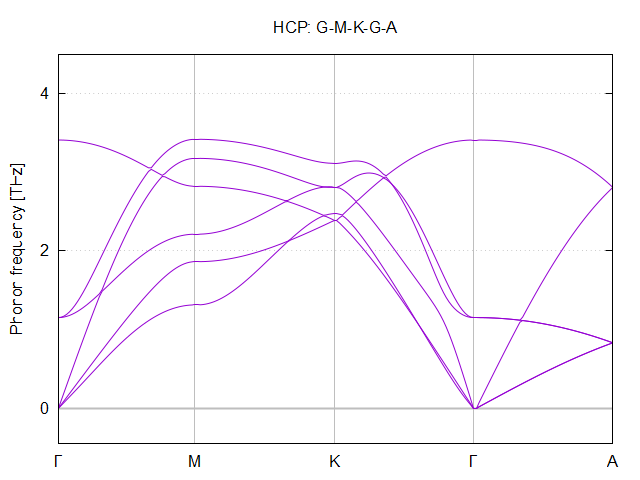 HCP: G-M-K-G-A
Phonon frequency [THz]
4
2
0
Γ M K Γ A